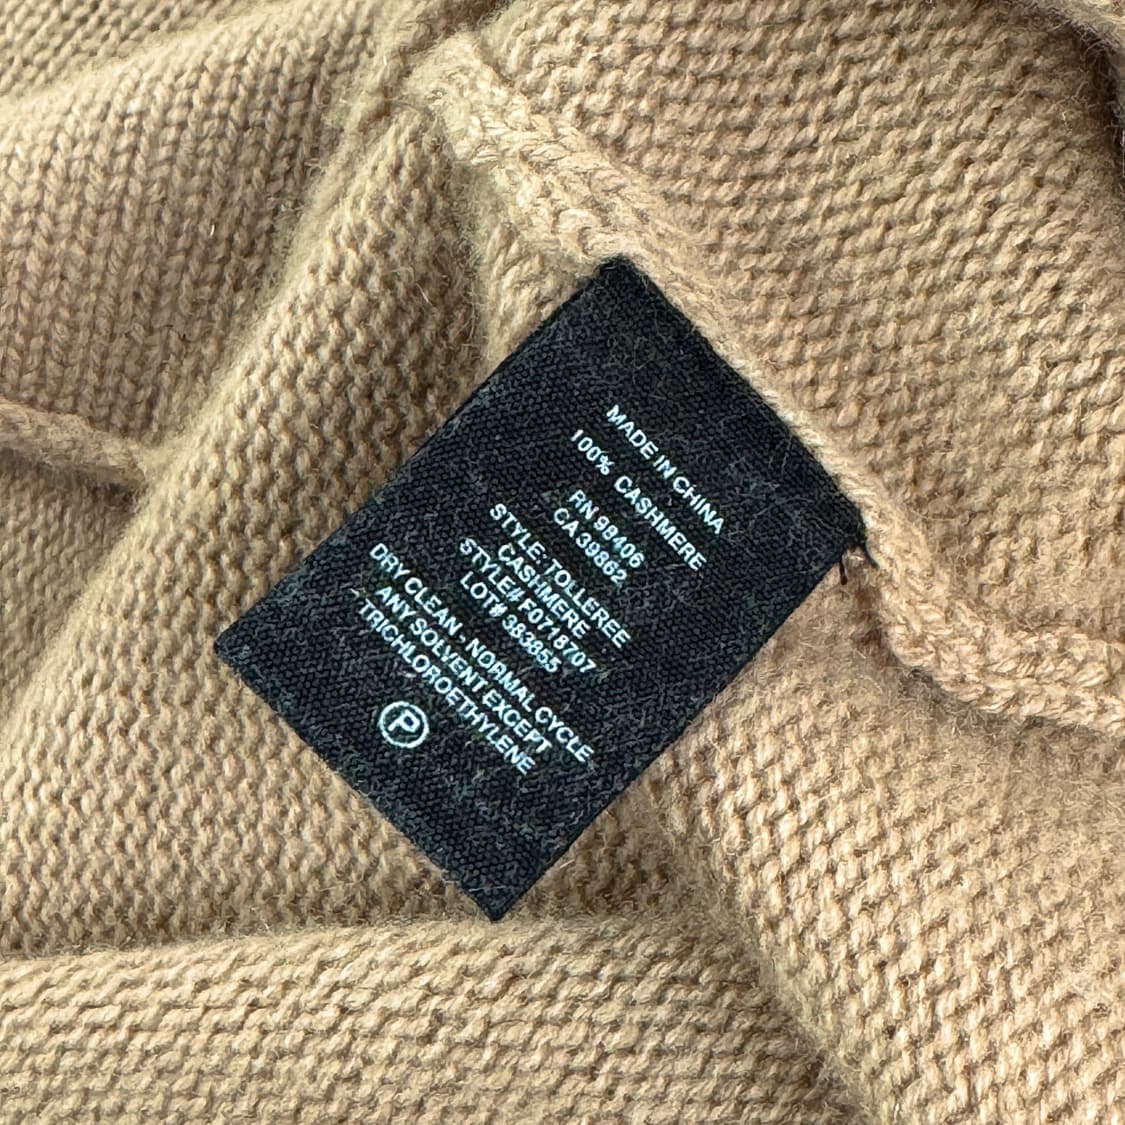 MADE IN CHINA
100% CASHMERE
RN 98406
CA 39862
STYLE: TOLLEREE
CASHMERE
STYLE# F0718707
LOT# 383855
DRY CLEAN - NORMAL CYCLE
ANY SOLVENT EXCEPT
TRICHLOROETHYLENE
P